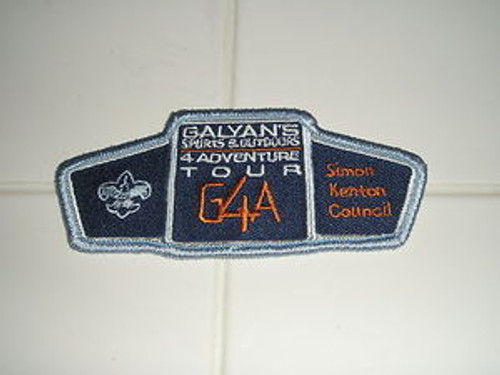 GALYAN'S
SPORTS & OUTDOORS
4 ADVENTURE
TOUR
G4A
Simon
Kenton
Council